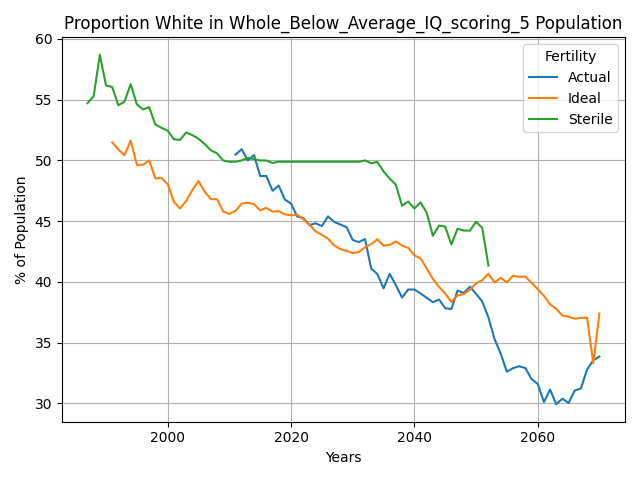 Proportion White in Whole_Below_Average_IQ_scoring_5 Population
60
55
50
45
40
35
30
% of Population
2000
2020
2040
2060
Years
Fertility
Actual
Ideal
Sterile